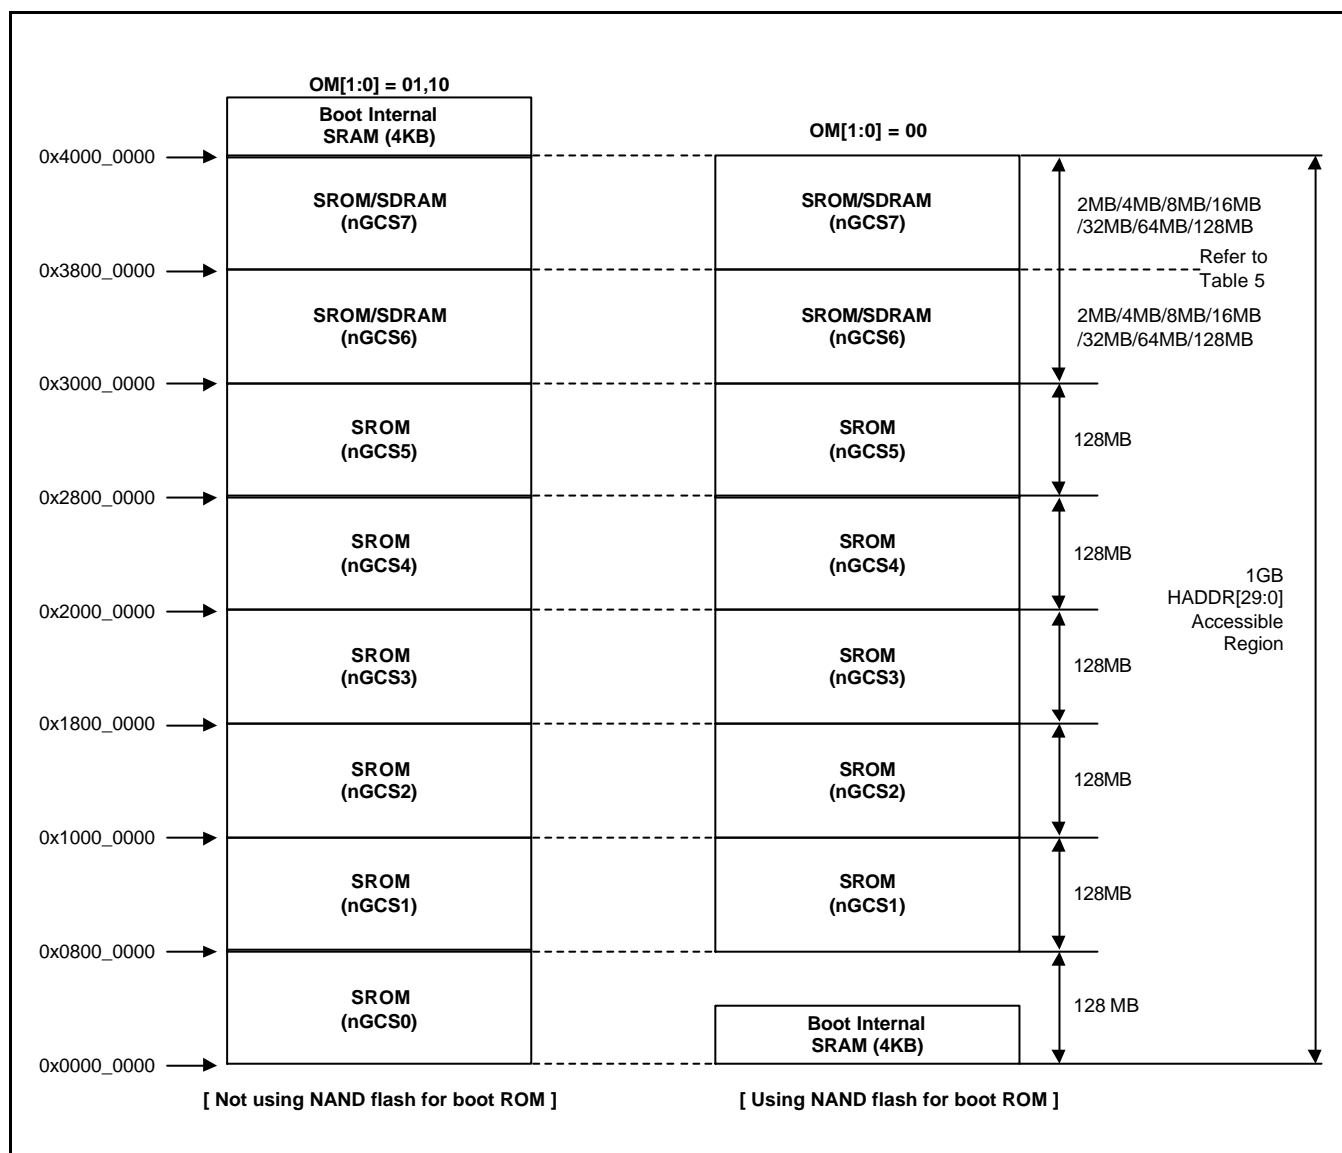 OM[1:0] = 01,10
Boot Internal
SRAM (4KB)
OM[1:0] = 00
0x4000_0000
SROM/SDRAM
(nGCS7)
SROM/SDRAM
(nGCS7)
2MB/4MB/8MB/16MB
/32MB/64MB/128MB
0x3800_0000
Refer to
Table 5
SROM/SDRAM
(nGCS6)
SROM/SDRAM
(nGCS6)
2MB/4MB/8MB/16MB
/32MB/64MB/128MB
0x3000_0000
SROM
(nGCS5)
SROM
(nGCS5)
128MB
0x2800_0000
SROM
(nGCS4)
SROM
(nGCS4)
128MB
1GB
HADDR[29:0]
Accessible
Region
0x2000_0000
SROM
(nGCS3)
SROM
(nGCS3)
128MB
0x1800_0000
SROM
(nGCS2)
SROM
(nGCS2)
128MB
0x1000_0000
SROM
(nGCS1)
SROM
(nGCS1)
128MB
0x0800_0000
SROM
(nGCS0)
Boot Internal
SRAM (4KB)
128 MB
0x0000_0000
[ Not using NAND flash for boot ROM ]
[ Using NAND flash for boot ROM ]